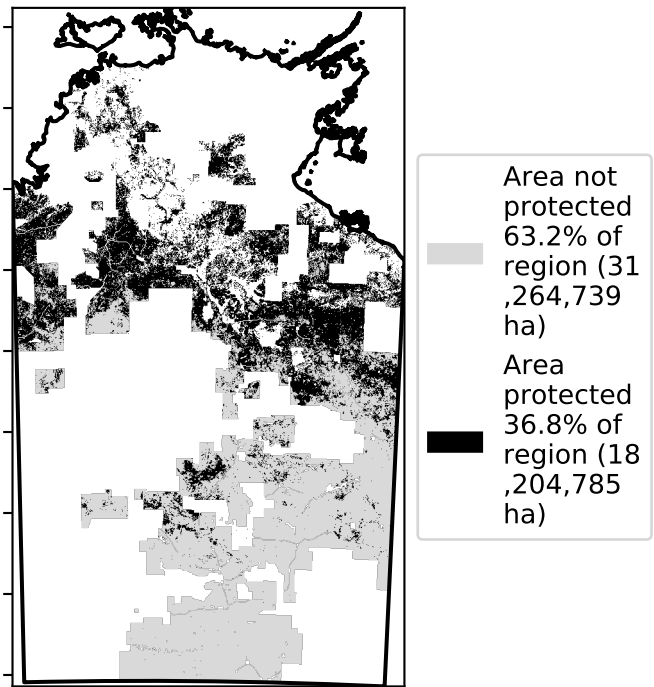 Area not
protected
63.2% of
region (31
,264,739
ha)
Area
protected
36.8% of
region (18
,204,785
ha)